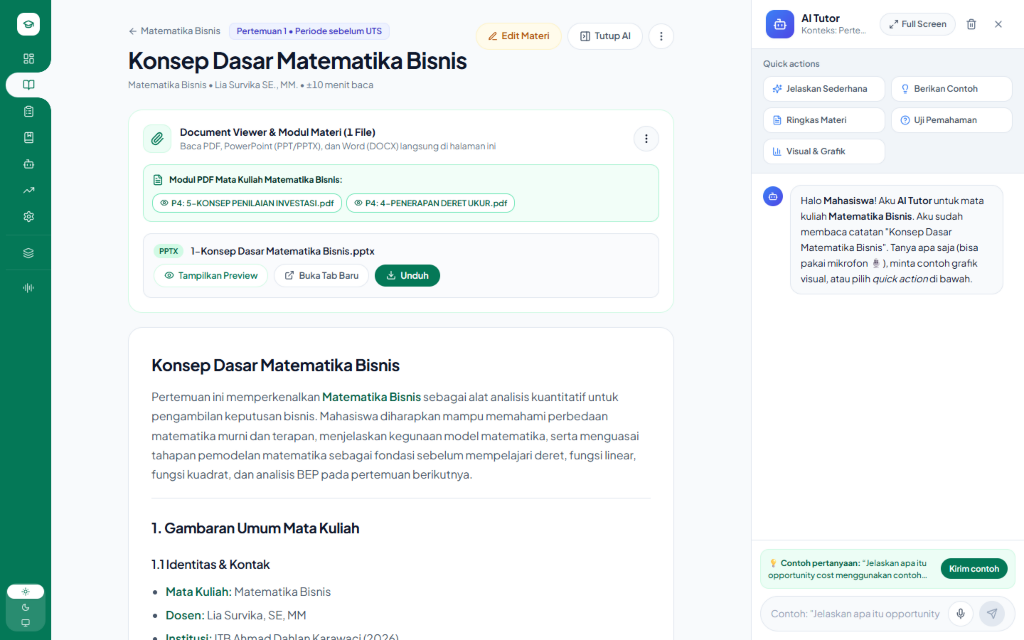 ← Matematika Bisnis
Pertemuan 1 • Periode sebelum UTS
Edit Materi
Tutup AI
Konsep Dasar Matematika Bisnis
Matematika Bisnis • Lia Survika SE., MM. • ±10 menit baca
Document Viewer & Modul Materi (1 File)
Baca PDF, PowerPoint (PPT/PPTX), dan Word (DOCX) langsung di halaman ini
Modul PDF Mata Kuliah Matematika Bisnis:
P4: 5-KONSEP PENILAIAN INVESTASI.pdf
P4: 4-PENERAPAN DERET UKUR.pdf
PPTX 1-Konsep Dasar Matematika Bisnis.pptx
Tampilkan Preview
Buka Tab Baru
Unduh
Konsep Dasar Matematika Bisnis
Pertemuan ini memperkenalkan Matematika Bisnis sebagai alat analisis kuantitatif untuk
pengambilan keputusan bisnis. Mahasiswa diharapkan mampu memahami perbedaan
matematika murni dan terapan, menjelaskan kegunaan model matematika, serta menguasai
tahapan pemodelan matematika sebagai fondasi sebelum mempelajari deret, fungsi linear,
fungsi kuadrat, dan analisis BEP pada pertemuan berikutnya.
1. Gambaran Umum Mata Kuliah
1.1 Identitas & Kontak
• Mata Kuliah: Matematika Bisnis
• Dosen: Lia Survika, SE, MM
• Institusi: ITB Ahmad Dahlan Karawaci (2026)
AI Tutor
Konteks: Perte...
Full Screen
Quick actions
Jelaskan Sederhana
Berikan Contoh
Ringkas Materi
Uji Pemahaman
Visual & Grafik
Halo Mahasiswa! Aku AI Tutor untuk mata
kuliah Matematika Bisnis. Aku sudah
membaca catatan "Konsep Dasar
Matematika Bisnis". Tanya apa saja (bisa
pakai mikrofon 🎙️), minta contoh grafik
visual, atau pilih quick action di bawah.
💡 Contoh pertanyaan: "Jelaskan apa itu
opportunity cost menggunakan contoh...
Kirim contoh
Contoh: "Jelaskan apa itu opportunity